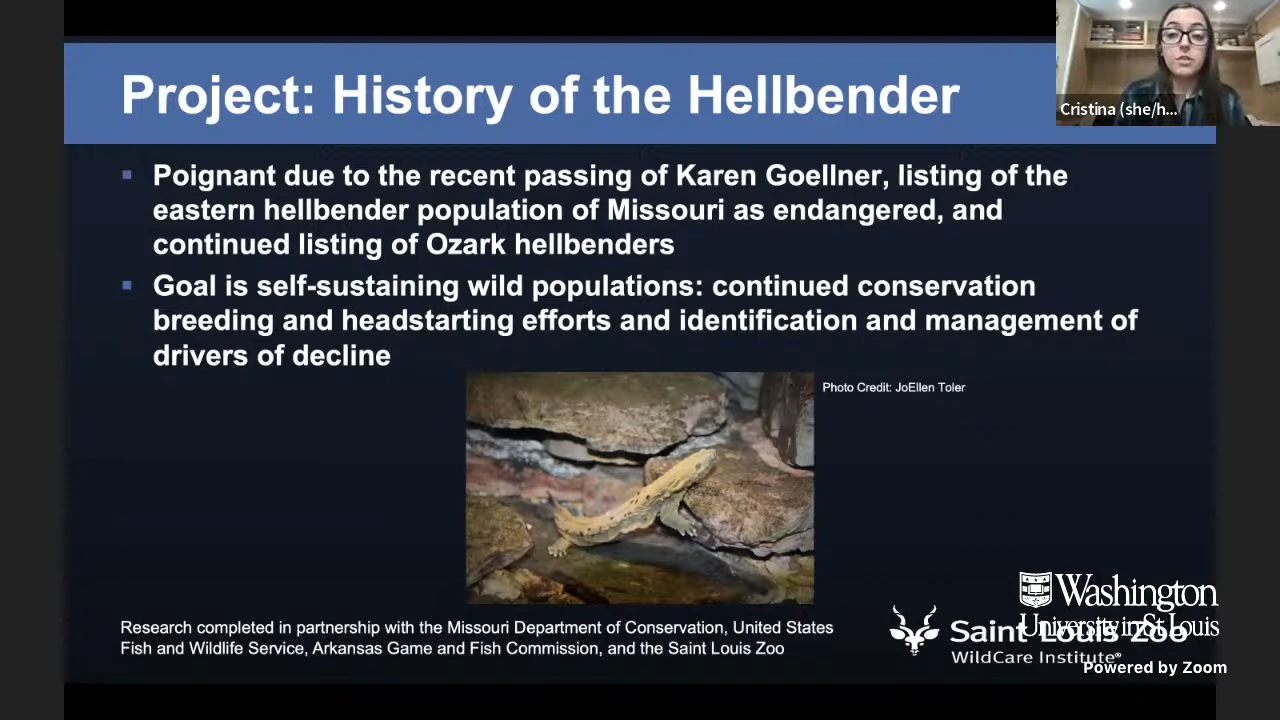 Project: History of the Hellbender
Cristina (she/h...
▪ Poignant due to the recent passing of Karen Goellner, listing of the
eastern hellbender population of Missouri as endangered, and
continued listing of Ozark hellbenders
▪ Goal is self-sustaining wild populations: continued conservation
breeding and headstarting efforts and identification and management of
drivers of decline
Photo Credit: JoEllen Toler
Research completed in partnership with the Missouri Department of Conservation, United States
Fish and Wildlife Service, Arkansas Game and Fish Commission, and the Saint Louis Zoo
Washington
University in St. Louis
Saint Louis Zoo
WildCare Institute®
Powered by Zoom